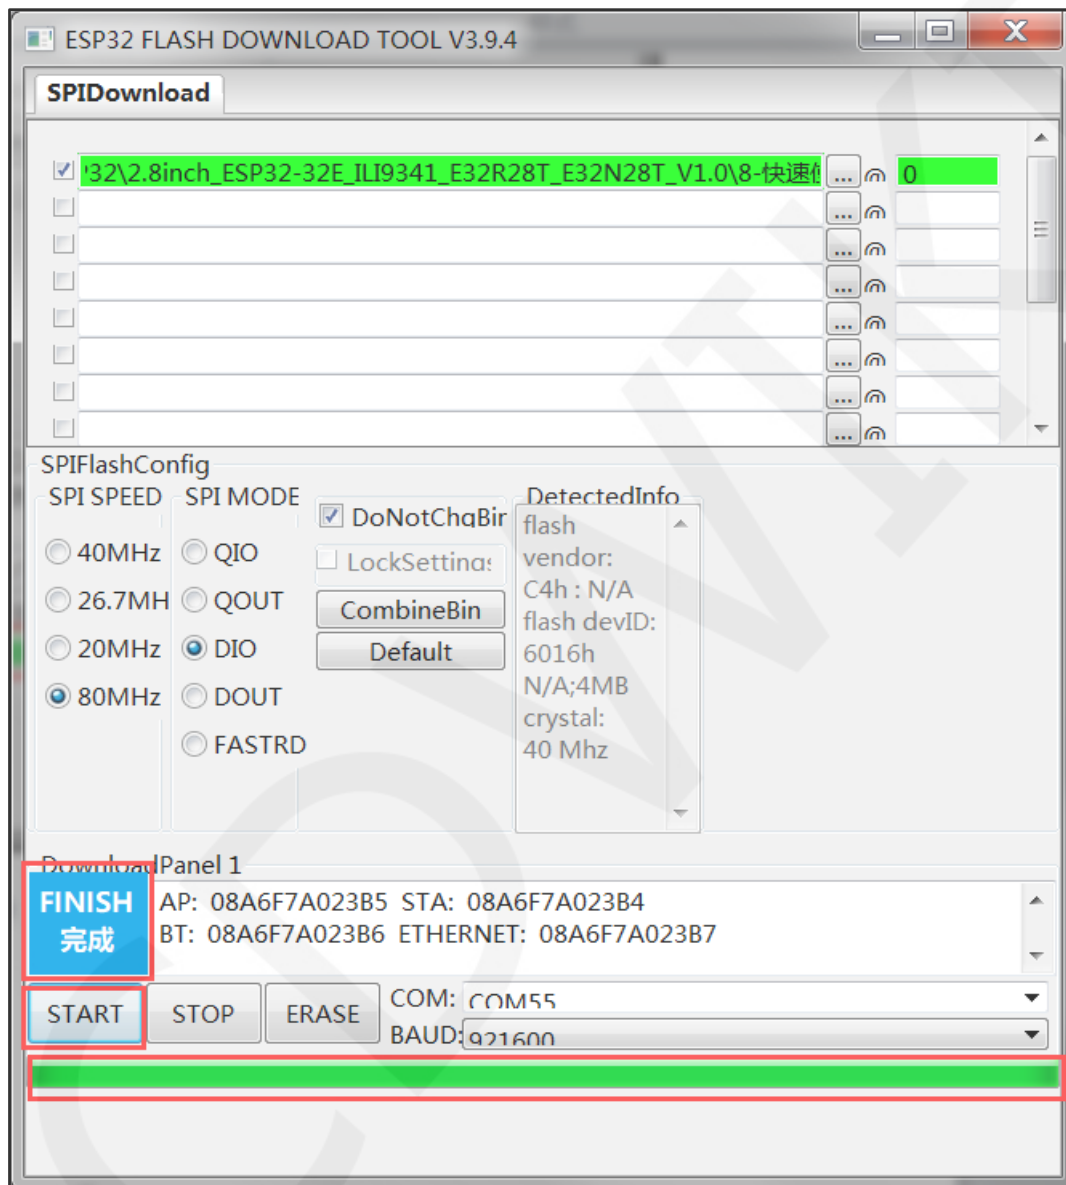 ESP32 FLASH DOWNLOAD TOOL V3.9.4
SPIDownload
32\2.8inch_ESP32-32E_ILI9341_E32R28T_E32N28T_V1.0\8-快速 ... @ 0
... @
... @
... @
... @
... @
... @
... @
SPIFlashConfig
SPI SPEED
40MHz
26.7MH
20MHz
80MHz
SPI MODE
QIO
QOUT
DIO
DOUT
FASTRD
DoNotChgBin
LockSettings
CombineBin
Default
DetectedInfo
flash
vendor:
C4h : N/A
flash devID:
6016h
N/A;4MB
crystal:
40 Mhz
DownloadPanel 1
FINISH
完成
AP: 08A6F7A023B5 STA: 08A6F7A023B4
BT: 08A6F7A023B6 ETHERNET: 08A6F7A023B7
START STOP ERASE
COM: COM55
BAUD: 921600